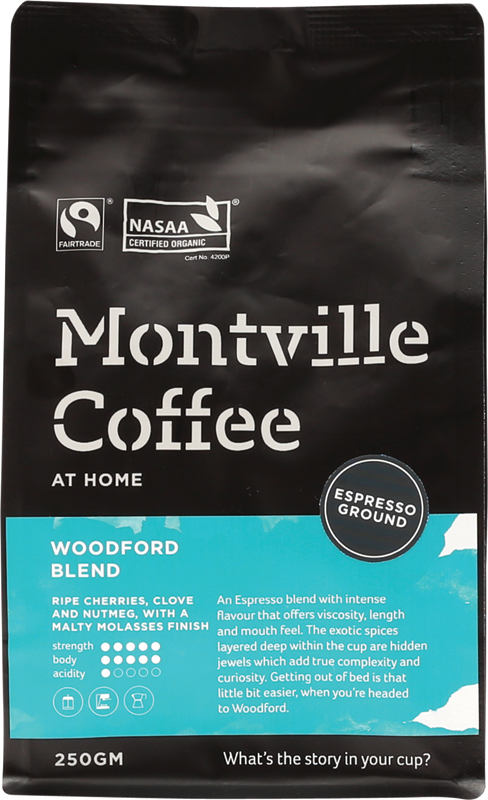 FAIRTRADE
®
NASAA
CERTIFIED ORGANIC
®
Cert No. 4200P
Montville
Coffee
AT HOME
ESPRESSO
GROUND
WOODFORD
BLEND
RIPE CHERRIES, CLOVE
AND NUTMEG, WITH A
MALTY MOLASSES FINISH
strength
body
acidity
An Espresso blend with intense
flavour that offers viscosity, length
and mouth feel. The exotic spices
layered deep within the cup are hidden
jewels which add true complexity and
curiosity. Getting out of bed is that
little bit easier, when you're headed
to Woodford.
250GM
What's the story in your cup?